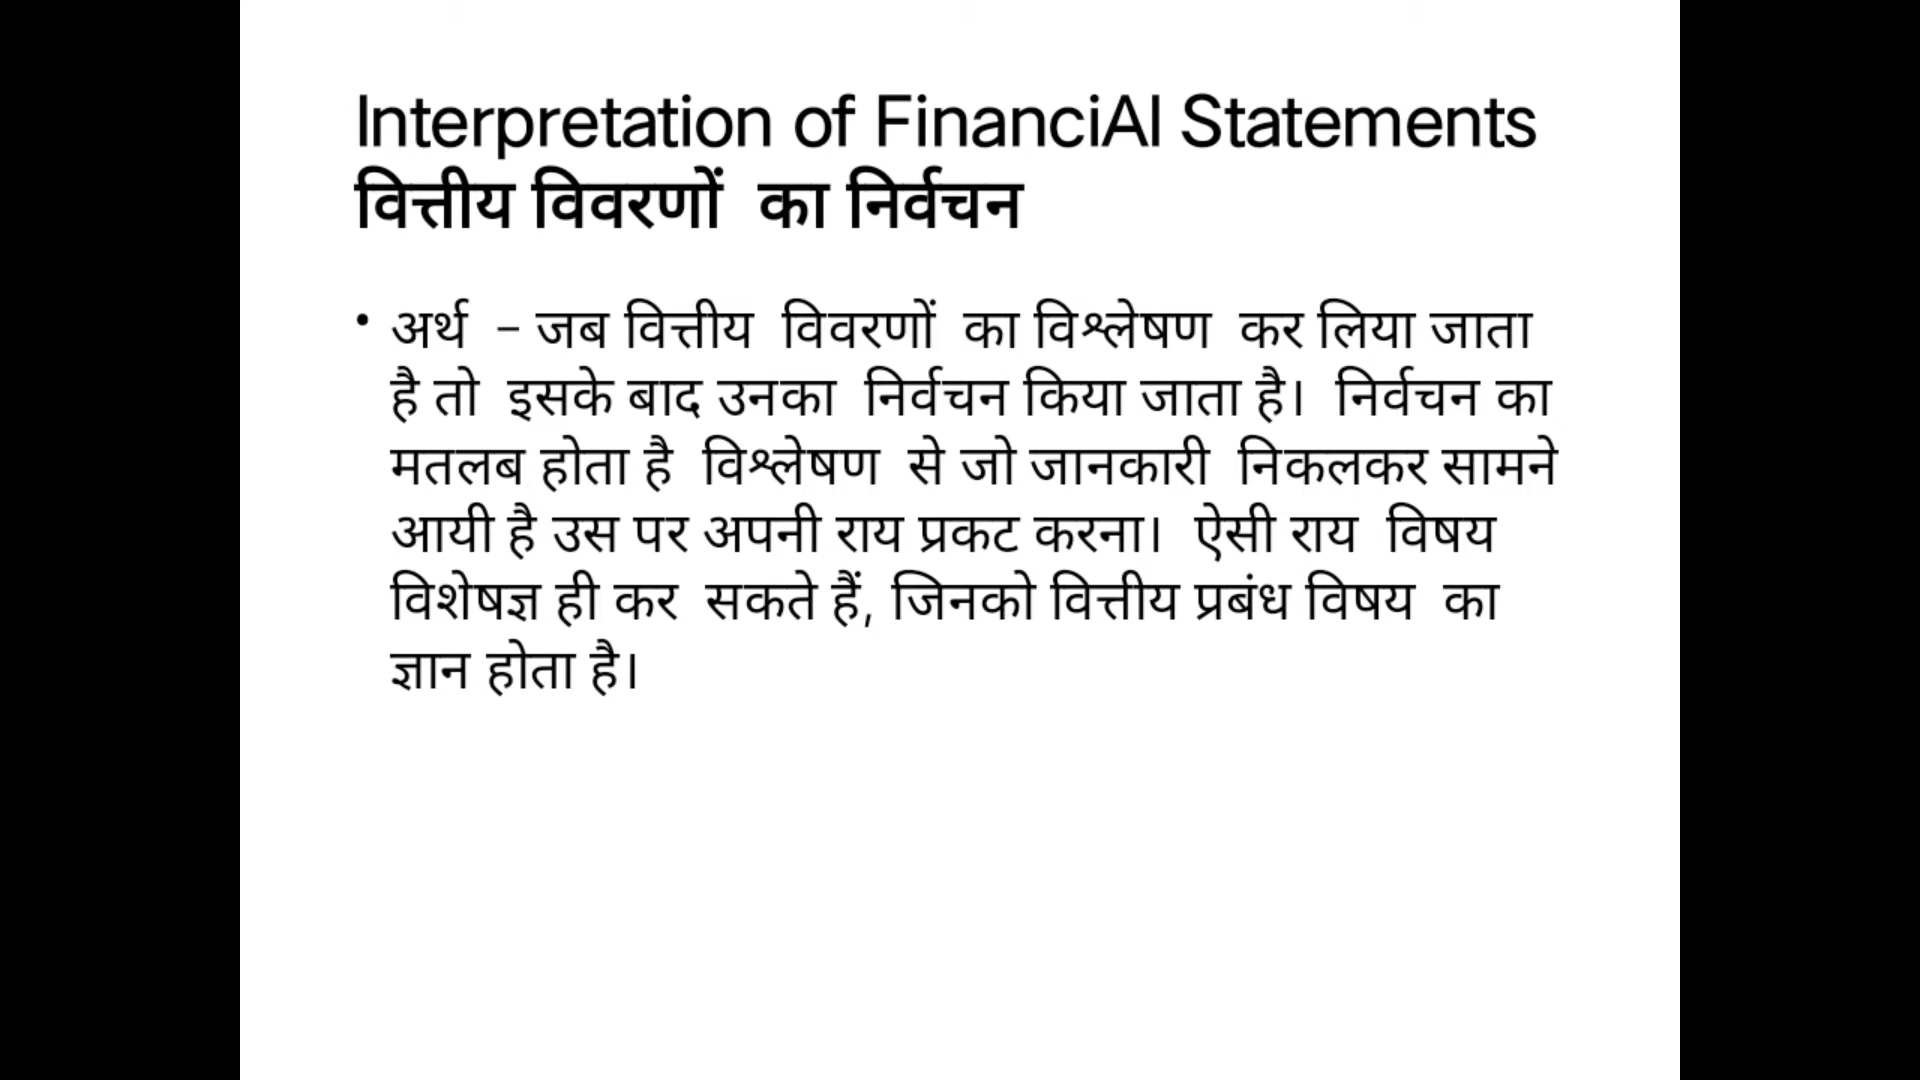 Interpretation of FinanciAl Statements
वित्तीय विवरणों का निर्वचन
• अर्थ – जब वित्तीय विवरणों का विश्लेषण कर लिया जाता
है तो इसके बाद उनका निर्वचन किया जाता है। निर्वचन का
मतलब होता है विश्लेषण से जो जानकारी निकलकर सामने
आयी है उस पर अपनी राय प्रकट करना। ऐसी राय विषय
विशेषज्ञ ही कर सकते हैं, जिनको वित्तीय प्रबंध विषय का
ज्ञान होता है।